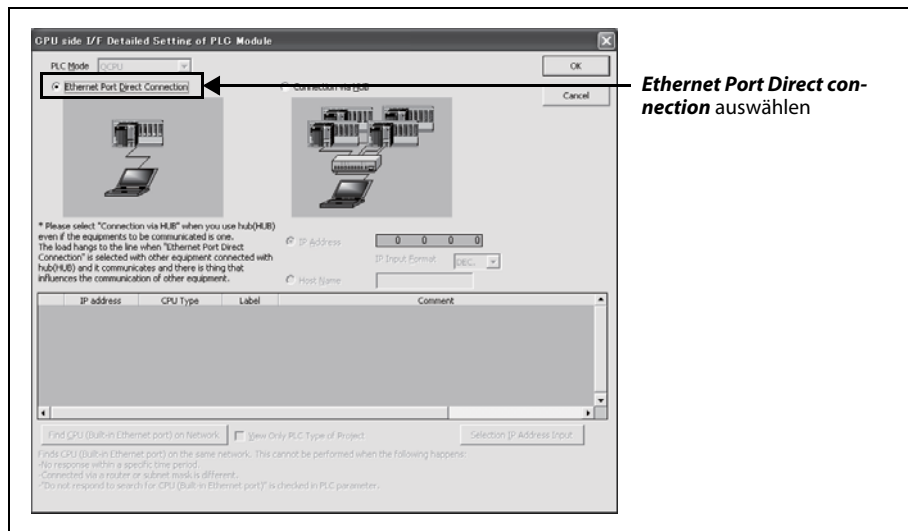 CPU side I/F Detailed Setting of PLC Module
PLC Mode QCPU
OK
Ethernet Port Direct Connection
Connection via HUB
Cancel
Ethernet Port Direct con-
nection auswählen
* Please select "Connection via HUB" when you use hub(HUB)
even if the equipments to be communicated is one.
The load hangs to the line when "Ethernet Port Direct
Connection" is selected with other equipment connected with
hub(HUB) and it communicates and there is thing that
influences the communication of other equipment.
IP Address 0 0 0 0
IP Input Format DEC.
Host Name
IP address CPU Type Label Comment
Find CPU (Built-in Ethernet port) on Network
View Only PLC Type of Project
Selection IP Address Input
Finds CPU (Built-in Ethernet port) on the same network. This cannot be performed when the following happens:
-No response within a specific time period.
-Connected via a router or subnet mask is different.
-"Do not respond to search for CPU (Built-in Ethernet port)" is checked in PLC parameter.